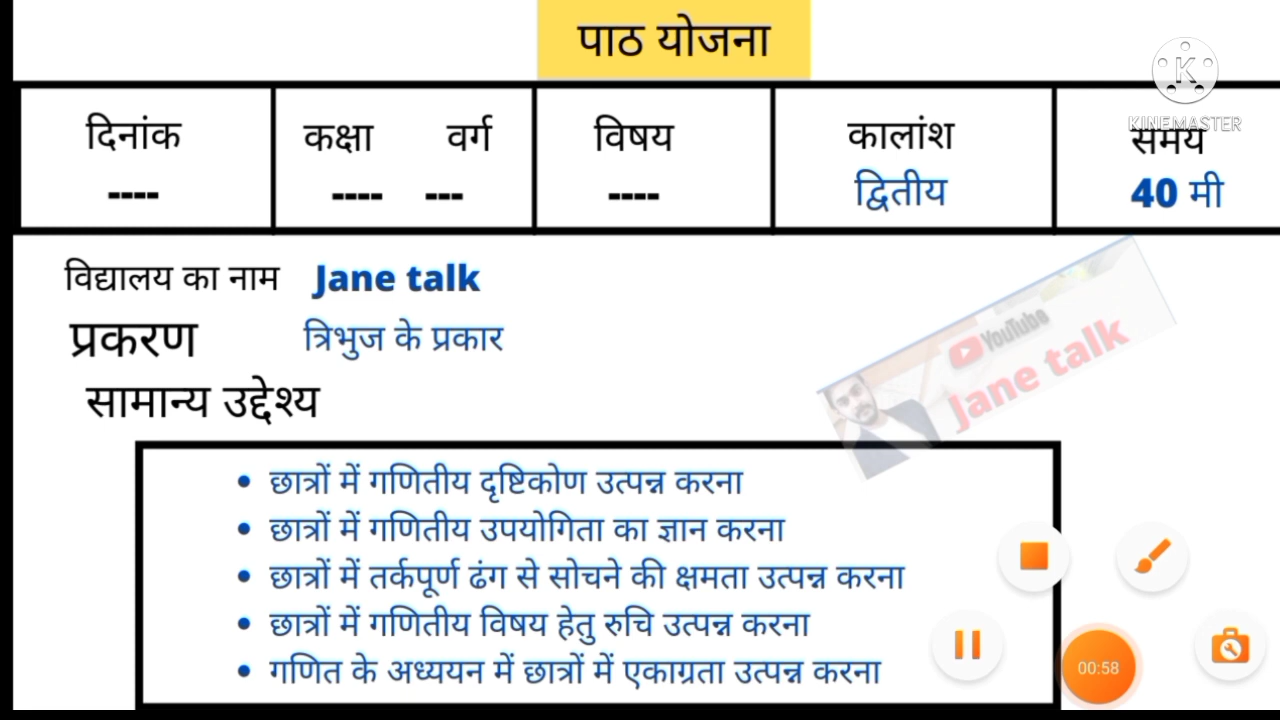 पाठ योजना
KINEMASTER
दिनांक कक्षा वर्ग विषय कालांश समय
---- ---- --- ---- द्वितीय 40 मी
विद्यालय का नाम Jane talk
प्रकरण त्रिभुज के प्रकार
सामान्य उद्देश्य
YouTube
Jane talk
• छात्रों में गणितीय दृष्टिकोण उत्पन्न करना
• छात्रों में गणितीय उपयोगिता का ज्ञान करना
• छात्रों में तर्कपूर्ण ढंग से सोचने की क्षमता उत्पन्न करना
• छात्रों में गणितीय विषय हेतु रुचि उत्पन्न करना
• गणित के अध्ययन में छात्रों में एकाग्रता उत्पन्न करना
00:58